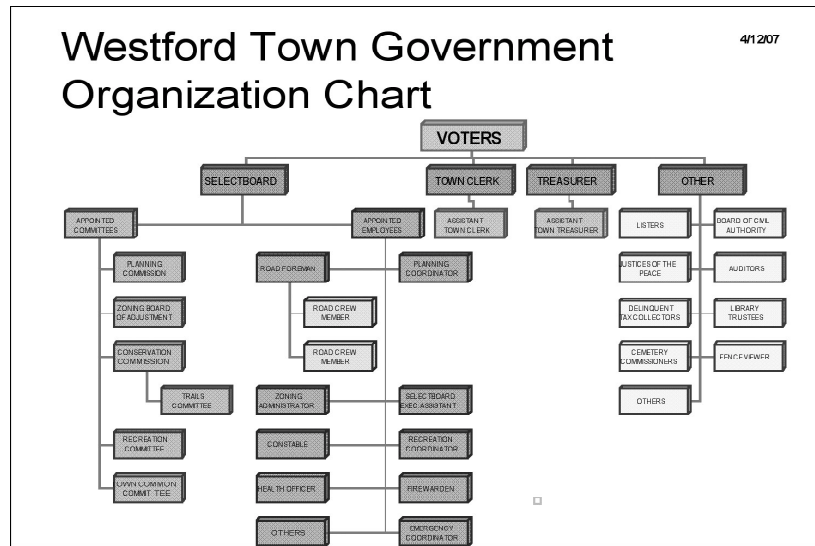 Westford Town Government
4/12/07
Organization Chart
VOTERS
SELECTBOARD
TOWN CLERK
TREASURER
OTHER
APPOINTED
COMMITTEES
APPOINTED
EMPLOYEES
ASSISTANT
TOWN CLERK
ASSISTANT
TOWN TREASURER
LISTERS
BOARD OF CIVIL
AUTHORITY
PLANNING
COMMISSION
ROAD FOREMAN
PLANNING
COORDINATOR
JUSTICES OF THE
PEACE
AUDITORS
ZONING BOARD
OF ADJUSTMENT
ROAD CREW
MEMBER
DELINQUENT
TAX COLLECTORS
LIBRARY
TRUSTEES
CONSERVATION
COMMISSION
ROAD CREW
MEMBER
CEMETERY
COMMISSIONERS
FENCE VIEWER
TRAILS
COMMITTEE
ZONING
ADMINISTRATOR
SELECTBOARD
EXEC. ASSISTANT
OTHERS
RECREATION
COMMITTEE
CONSTABLE
RECREATION
COORDINATOR
OWN COMMON
COMMIT TEE
HEALTH OFFICER
FIREWARDEN
OTHERS
EMERGENCY
COORDINATOR